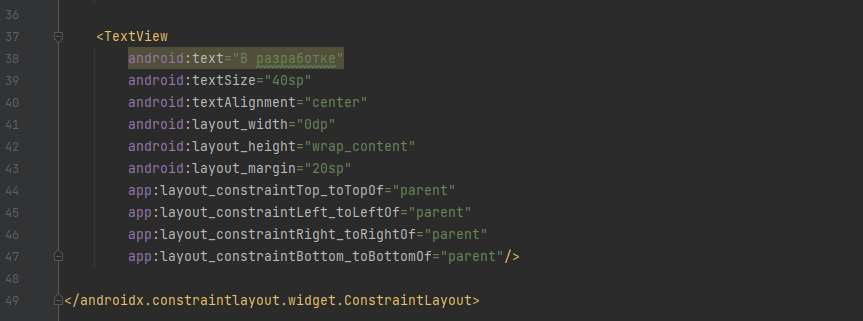 36
37 <TextView
38 android:text="В разработке"
39 android:textSize="40sp"
40 android:textAlignment="center"
41 android:layout_width="0dp"
42 android:layout_height="wrap_content"
43 android:layout_margin="20sp"
44 app:layout_constraintTop_toTopOf="parent"
45 app:layout_constraintLeft_toLeftOf="parent"
46 app:layout_constraintRight_toRightOf="parent"
47 app:layout_constraintBottom_toBottomOf="parent"/>
48
49 </androidx.constraintlayout.widget.ConstraintLayout>